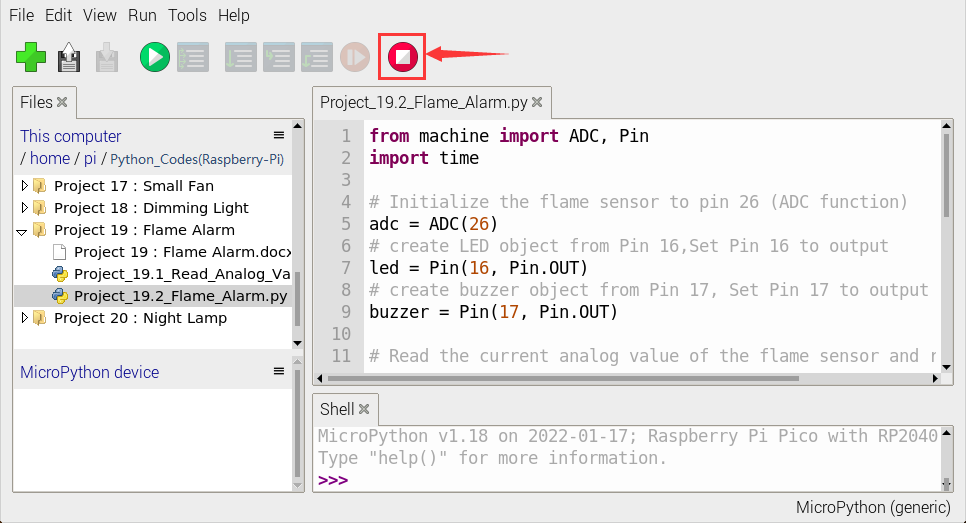 File Edit View Run Tools Help
Files
This computer
/ home / pi / Python_Codes(Raspberry-Pi)
Project 17 : Small Fan
Project 18 : Dimming Light
Project 19 : Flame Alarm
Project 19 : Flame Alarm.docx
Project_19.1_Read_Analog_Va
Project_19.2_Flame_Alarm.py
Project 20 : Night Lamp
MicroPython device
Project_19.2_Flame_Alarm.py
1 from machine import ADC, Pin
2 import time
3
4 # Initialize the flame sensor to pin 26 (ADC function)
5 adc = ADC(26)
6 # create LED object from Pin 16,Set Pin 16 to output
7 led = Pin(16, Pin.OUT)
8 # create buzzer object from Pin 17, Set Pin 17 to output
9 buzzer = Pin(17, Pin.OUT)
10
11 # Read the current analog value of the flame sensor and
Shell
MicroPython v1.18 on 2022-01-17; Raspberry Pi Pico with RP2040
Type "help()" for more information.
>>>
MicroPython (generic)